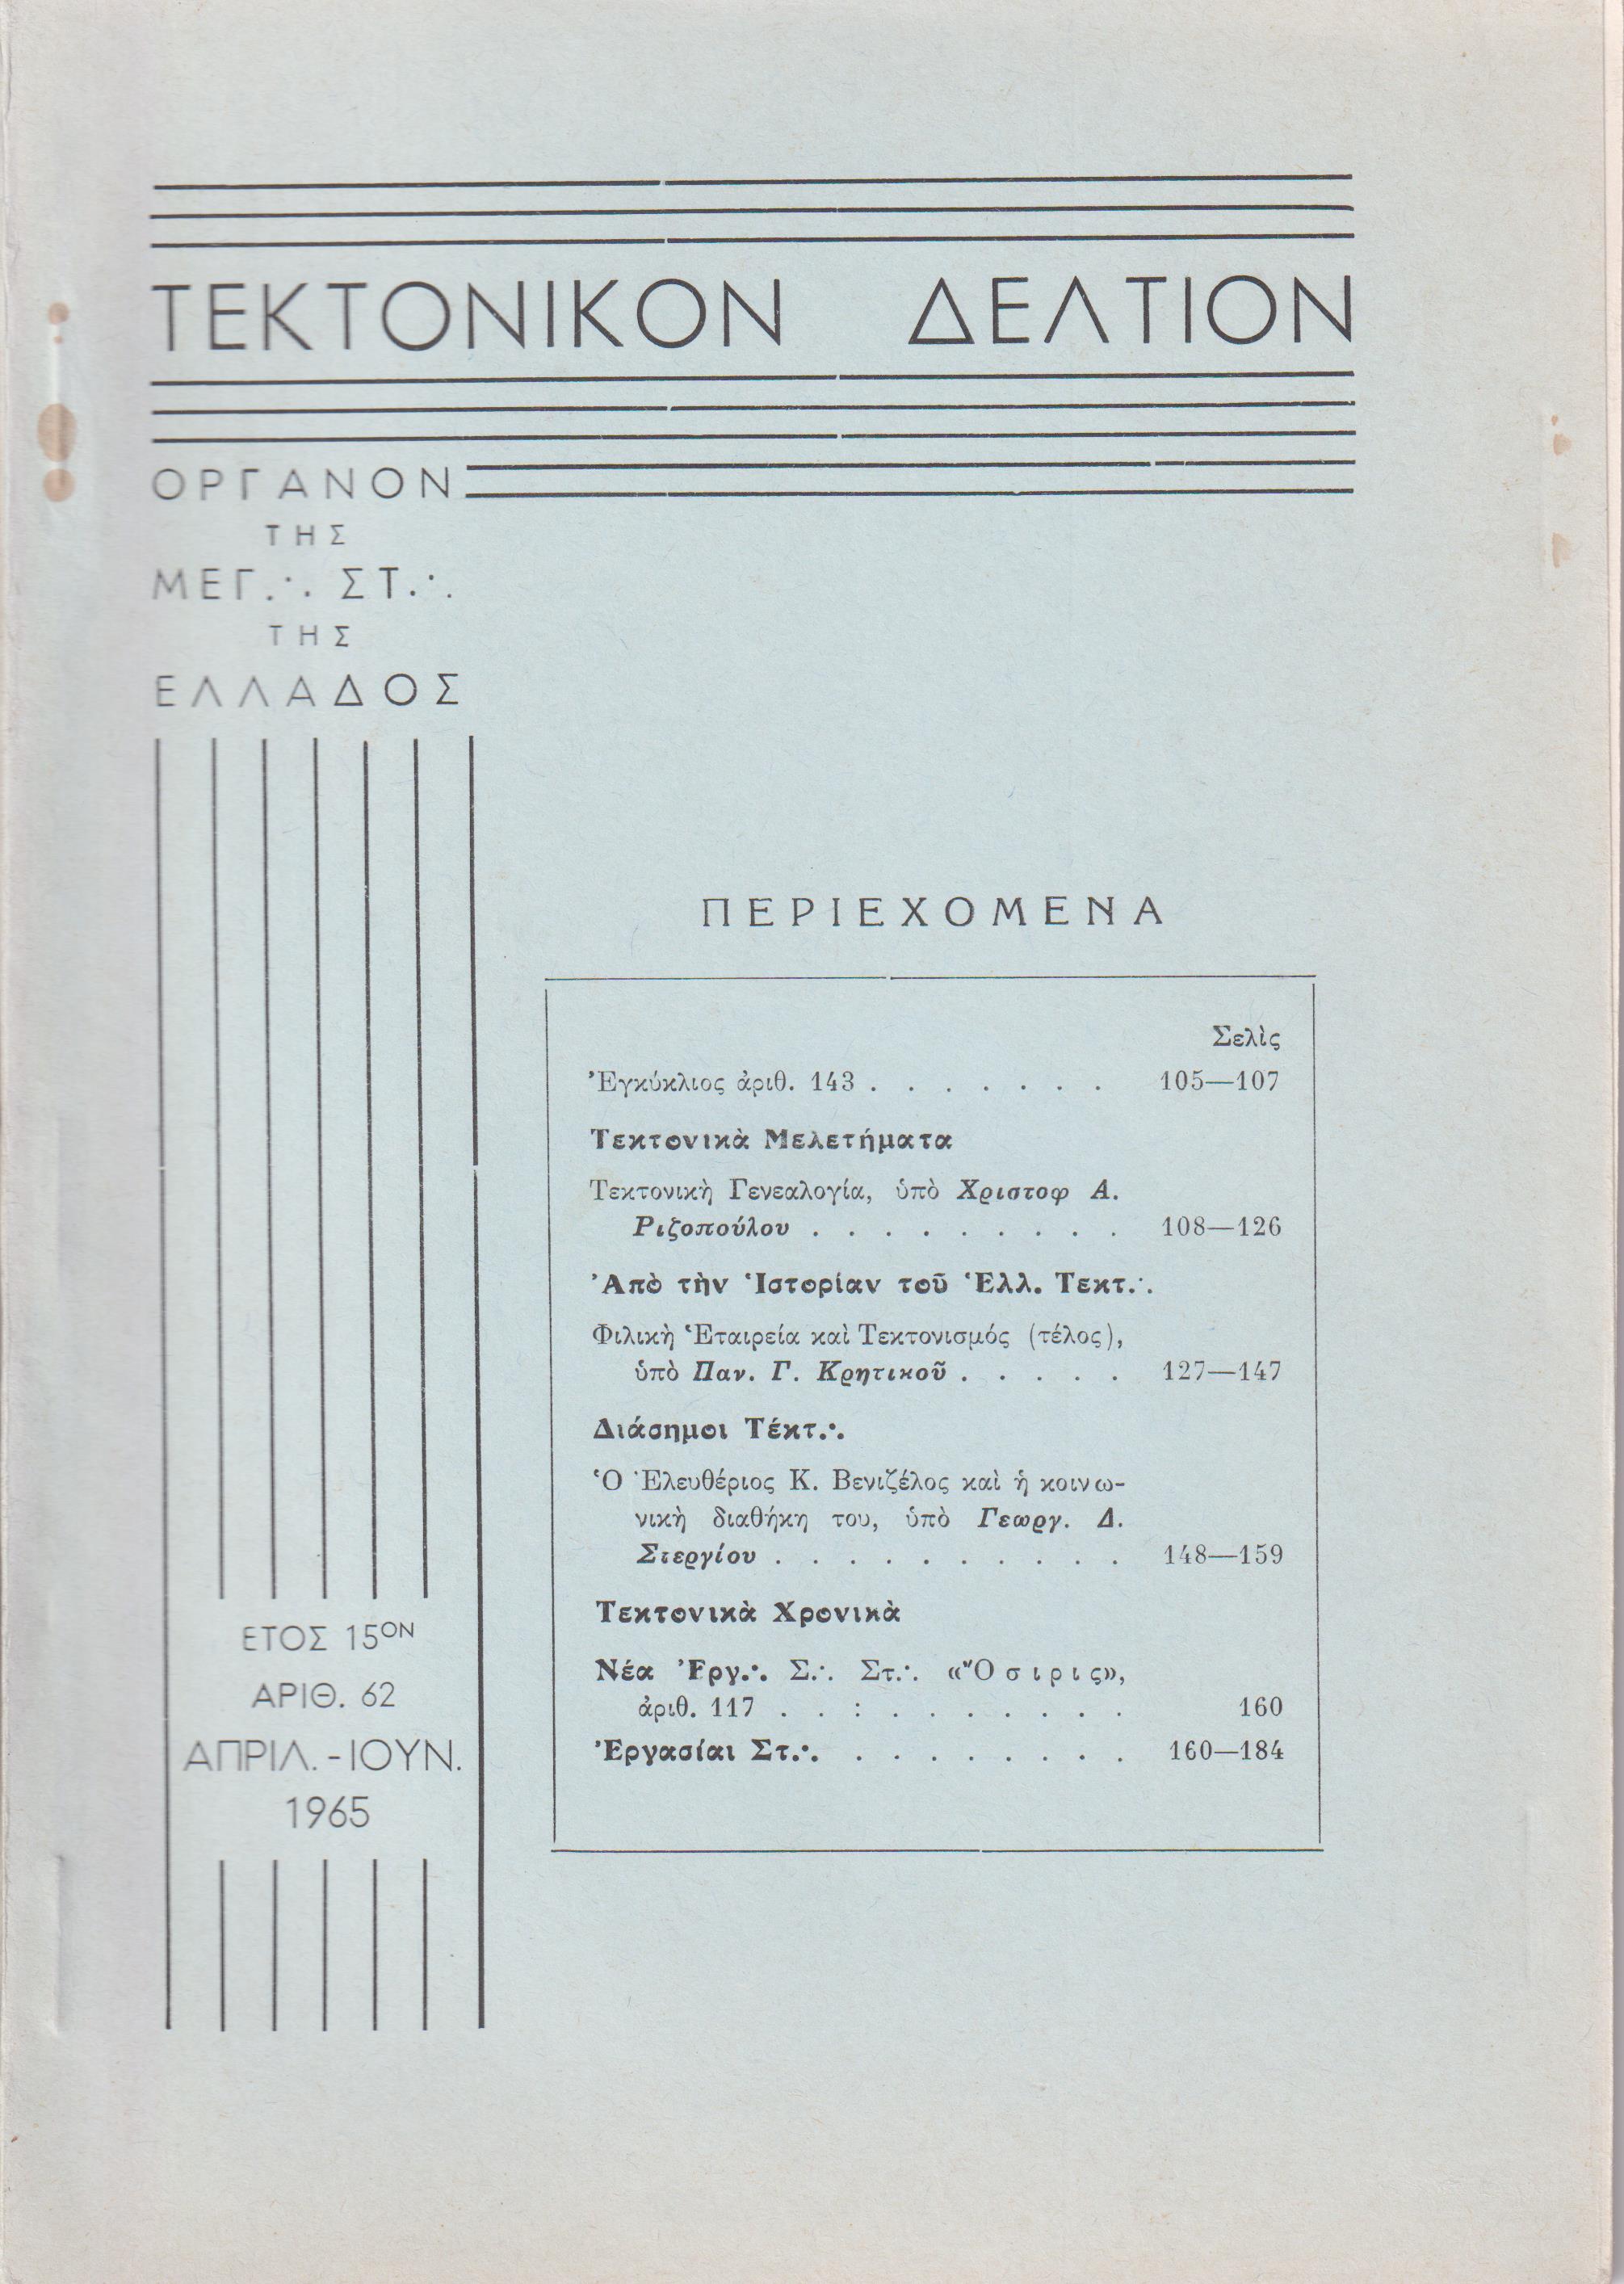 ΤΕΚΤΟΝΙΚΟΝ ΔΕΛΤΙΟΝ
ΟΡΓΑΝΟΝ
ΤΗΣ
ΜΕΓ.·. ΣΤ.·.
ΤΗΣ
ΕΛΛΑΔΟΣ
ΠΕΡΙΕΧΟΜΕΝΑ
Σελὶς
Ἐγκύκλιος ἀριθ. 143 . . . . . . . 105—107
Τεκτονικὰ Μελετήματα
Τεκτονικὴ Γενεαλογία, ὑπὸ Χριστοφ Α.
Ριζοπούλου . . . . . . . . . 108—126
Ἀπὸ τὴν Ἱστορίαν τοῦ Ἑλλ. Τεκτ.·.
Φιλικὴ Ἑταιρεία καὶ Τεκτονισμός (τέλος),
ὑπὸ Παν. Γ. Κρητικοῦ . . . . . 127—147
Διάσημοι Τέκτ.·.
Ὁ Ἐλευθέριος Κ. Βενιζέλος καὶ ἡ κοινω-
νικὴ διαθήκη του, ὑπὸ Γεωργ. Δ.
Στεργίου . . . . . . . . . . 148—159
Τεκτονικὰ Χρονικὰ
Νέα Ἐργ.·. Σ.·. Στ.·. «Ὄσιρις»,
ἀριθ. 117 . . : . . . . . . . 160
Ἐργασίαι Στ.·. . . . . . . . . 160—184
ΕΤΟΣ 15ΟΝ
ΑΡΙΘ. 62
ΑΠΡΙΛ.-ΙΟΥΝ.
1965